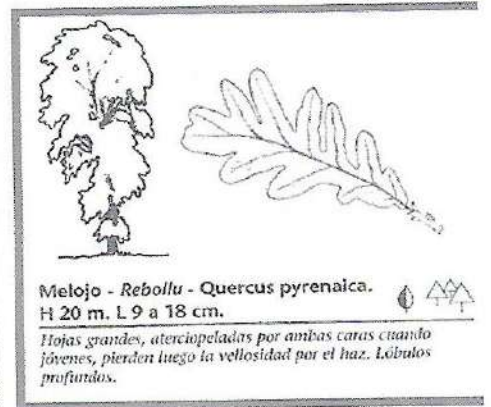 Melojo - Rebollu - Quercus pyrenaica.
H 20 m. L 9 a 18 cm.
Hojas grandes, aterciopeladas por ambas caras cuando
jóvenes, pierden luego la vellosidad por el haz. Lóbulos
profundos.